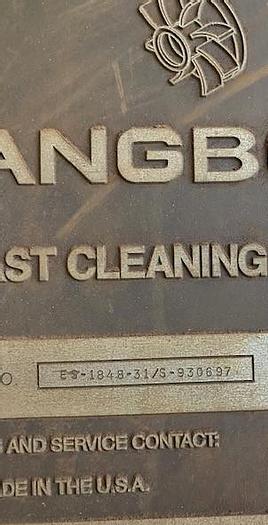 ANGB
AST CLEANING
O. ES-1848-31/S-930697
AND SERVICE CONTACT:
ADE IN THE U.S.A.